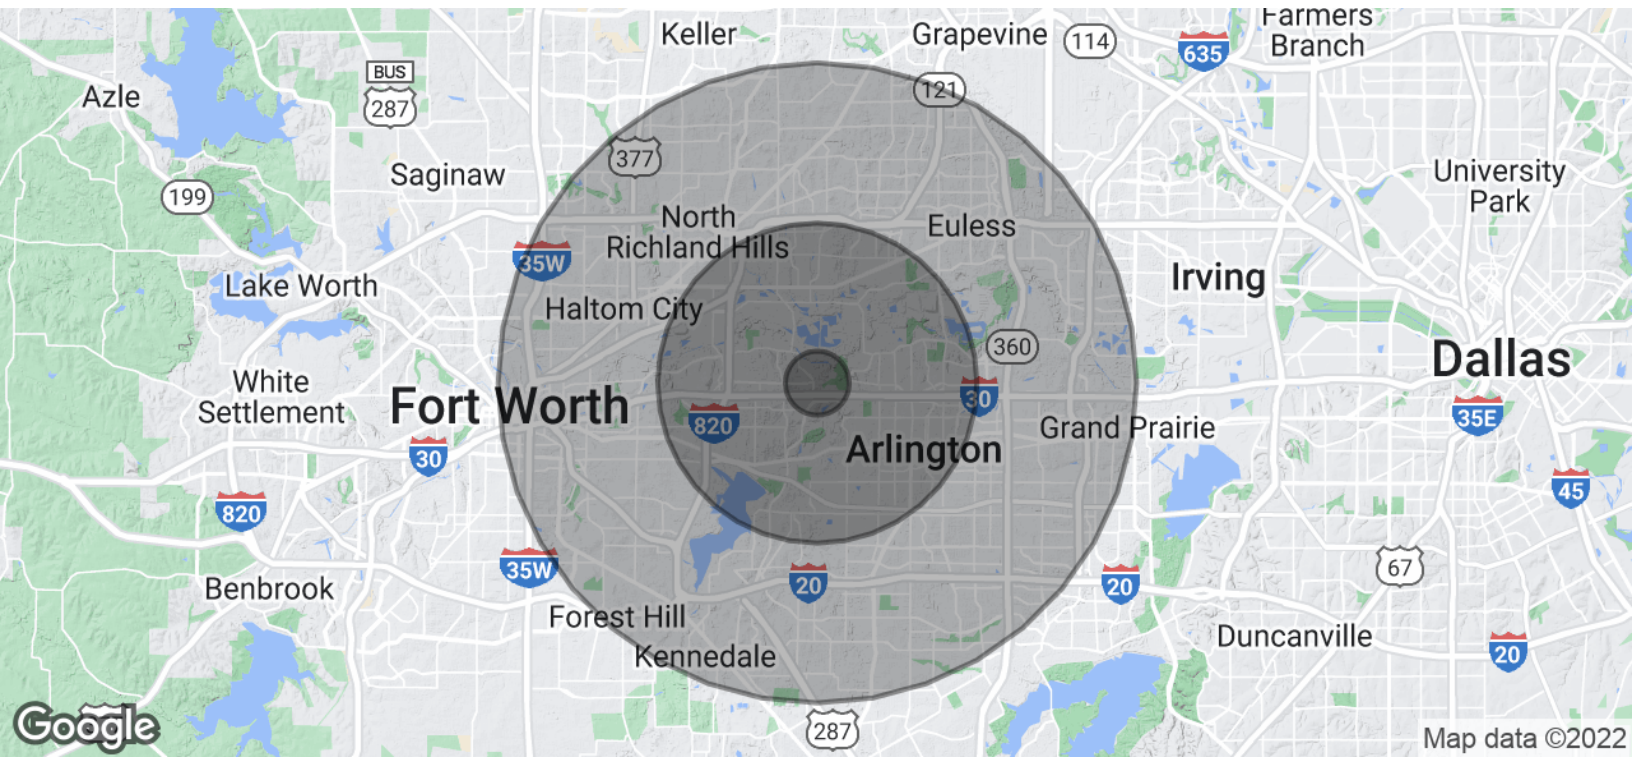 Keller
Grapevine
114
Farmers
Branch
635
BUS
287
Azle
121
377
Saginaw
University
Park
199
North
Richland Hills
Euless
35W
Irving
Lake Worth
Haltom City
360
Dallas
White
Settlement
Fort Worth
30
35E
820
Grand Prairie
Arlington
30
45
820
67
35W
20
20
Benbrook
Forest Hill
Duncanville
Kennedale
20
Google
287
Map data ©2022